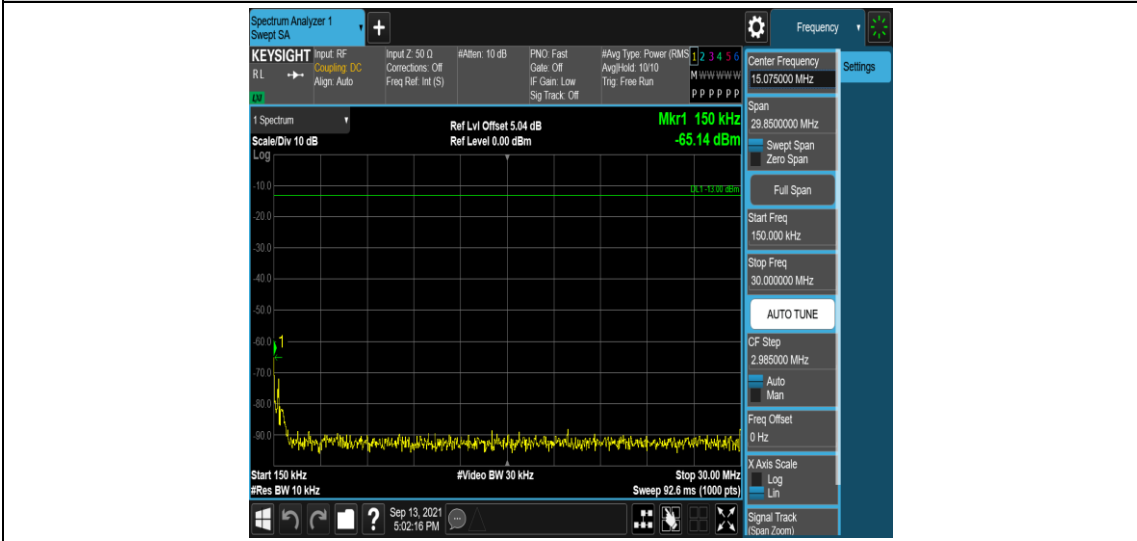 Spectrum Analyzer 1
Swept SA
+
Frequency
KEYSIGHT
RL
LM
Input: RF
Coupling: DC
Align: Auto
Input Z: 50 Ω
Corrections: Off
Freq Ref: Int (S)
#Atten: 10 dB
PNO: Fast
Gate: Off
IF Gain: Low
Sig Track: Off
#Avg Type: Power (RMS
Avg|Hold: 10/10
Trig: Free Run
1 2 3 4 5 6
M W W W W W
P P P P P P
1 Spectrum
Scale/Div 10 dB
Log
Ref Lvl Offset 5.04 dB
Ref Level 0.00 dBm
Mkr1 150 kHz
-65.14 dBm
DL1 -13.00 dBm
-10.0
-20.0
-30.0
-40.0
-50.0
-60.0
1
-70.0
-80.0
-90.0
Start 150 kHz
#Res BW 10 kHz
#Video BW 30 kHz
Stop 30.00 MHz
Sweep 92.6 ms (1000 pts)
Center Frequency
15.075000 MHz
Settings
Span
29.8500000 MHz
Swept Span
Zero Span
Full Span
Start Freq
150.000 kHz
Stop Freq
30.000000 MHz
AUTO TUNE
CF Step
2.985000 MHz
Auto
Man
Freq Offset
0 Hz
X Axis Scale
Log
Lin
Signal Track
(Span Zoom)
?
Sep 13, 2021
5:02:16 PM